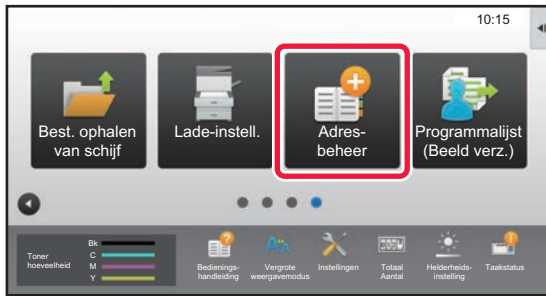 10:15
Best. ophalen
van schijf
Lade-instell.
Adres-
beheer
Programmalijst
(Beeld verz.)
Toner
hoeveelheid
Bk
C
M
Y
Bedienings-
handleiding
Vergrote
weergavemodus
Instellingen
Totaal
Aantal
Helderheids-
instelling
Taakstatus